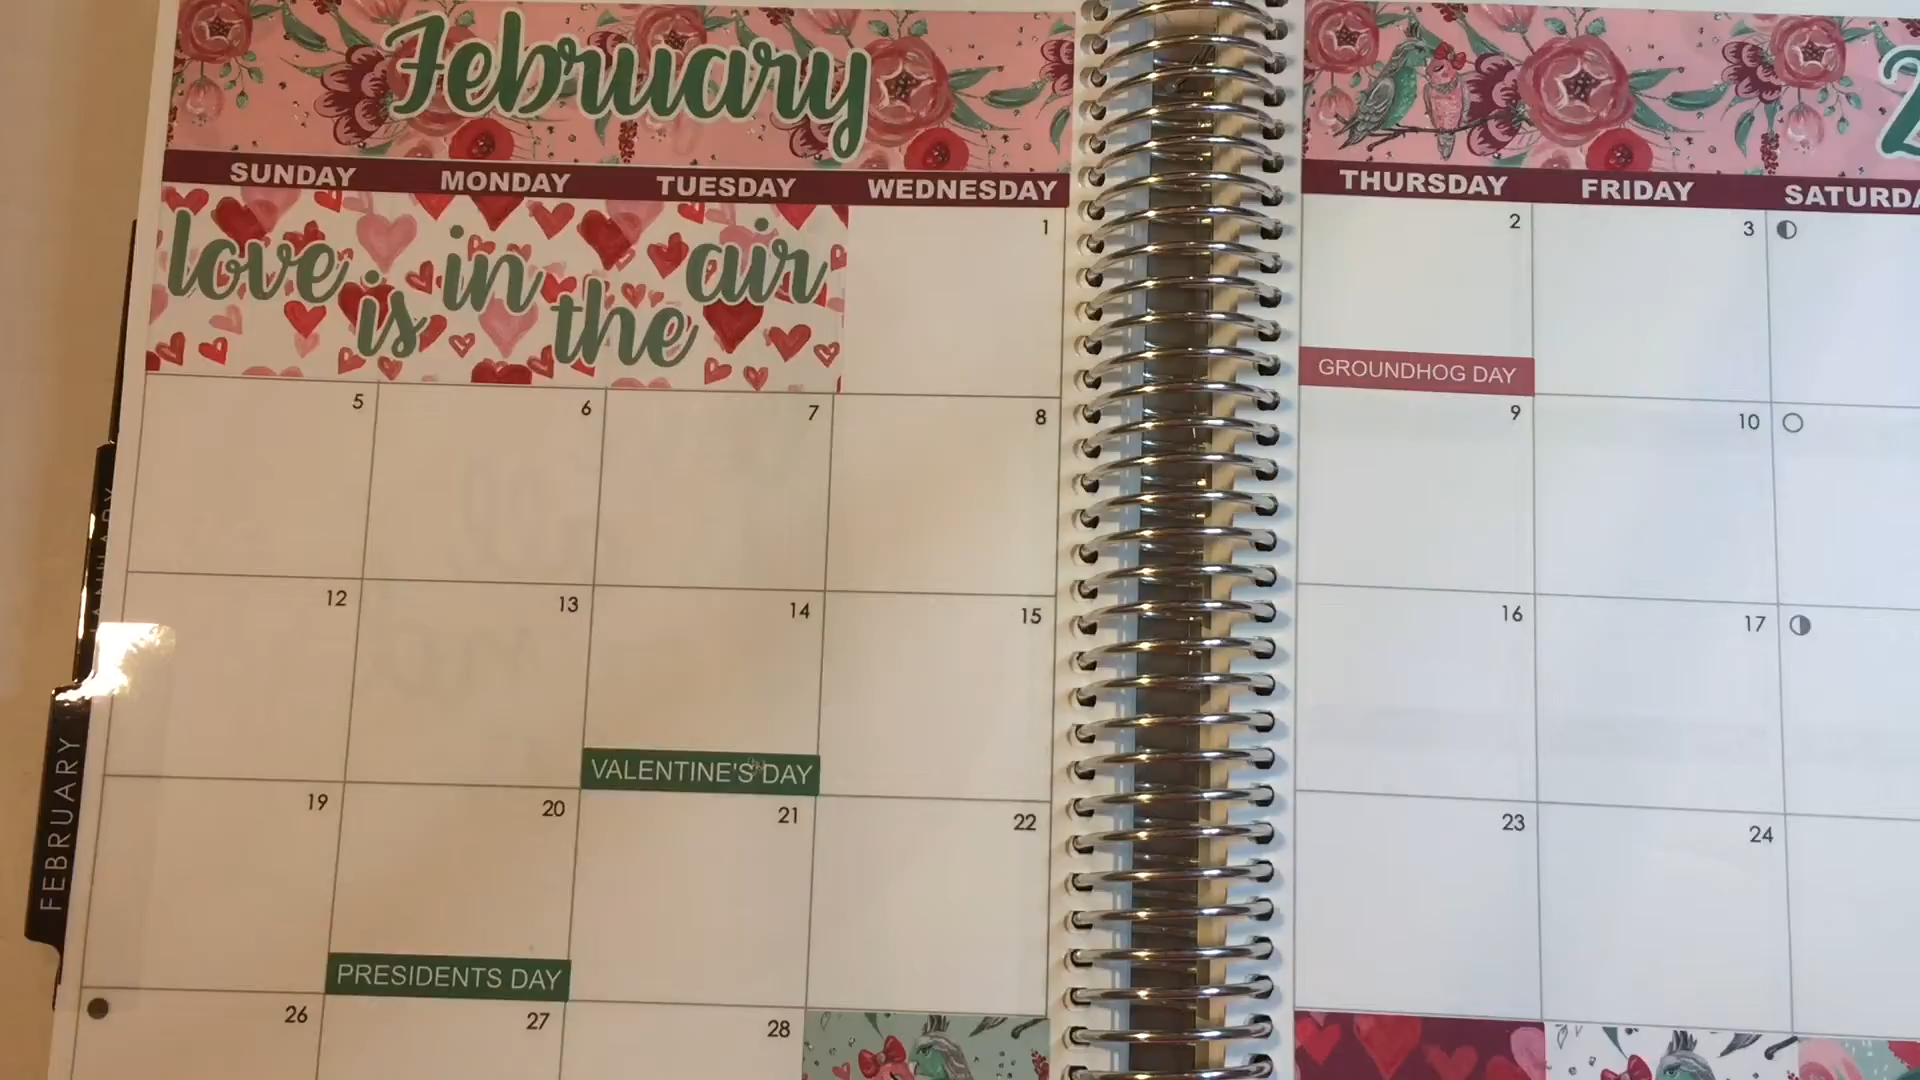 February
SUNDAY MONDAY TUESDAY WEDNESDAY THURSDAY FRIDAY
love is in the air
1 2 3
GROUNDHOG DAY
5 6 7 8 9 10
12 13 14 15 16 17
VALENTINE'S DAY
19 20 21 22 23 24
PRESIDENTS DAY
26 27 28
JANUARY
FEBRUARY